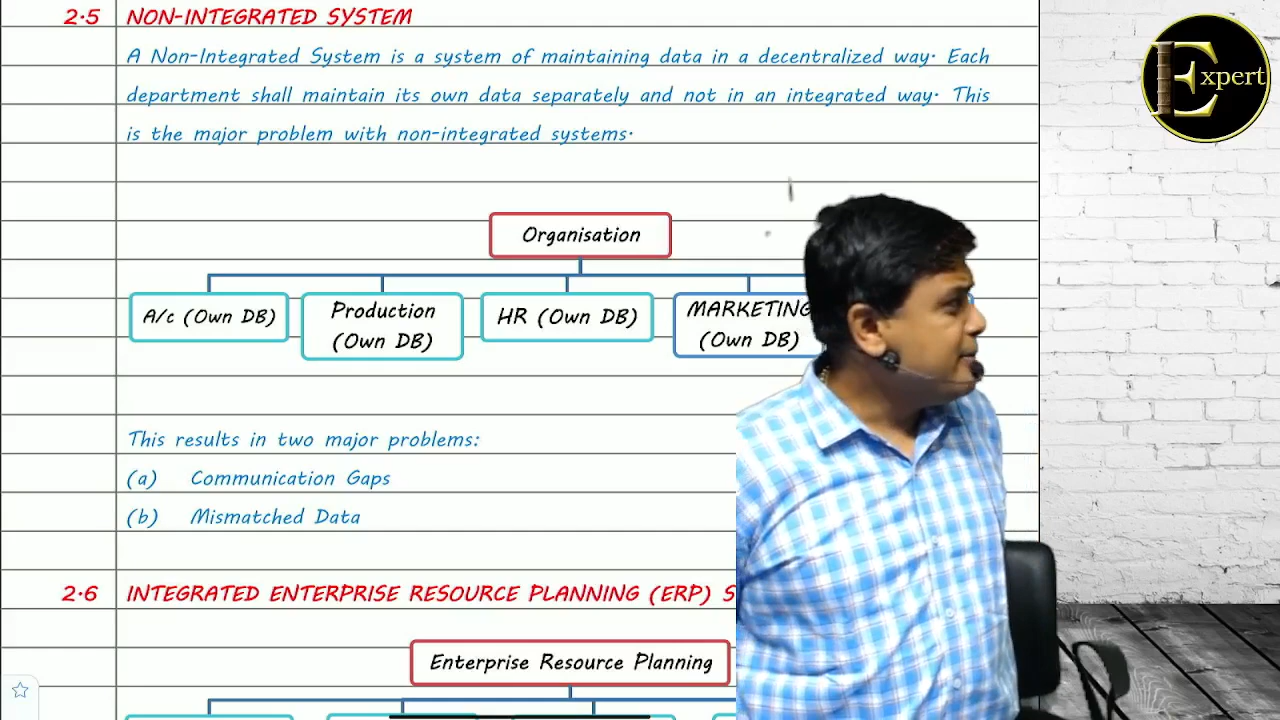 2.5 NON-INTEGRATED SYSTEM
A Non-Integrated System is a system of maintaining data in a decentralized way. Each
department shall maintain its own data separately and not in an integrated way. This
is the major problem with non-integrated systems.
Organisation
A/c (Own DB)
Production
(Own DB)
HR (Own DB)
MARKETING
(Own DB)
This results in two major problems:
(a) Communication Gaps
(b) Mismatched Data
2.6 INTEGRATED ENTERPRISE RESOURCE PLANNING (ERP) S
Enterprise Resource Planning
Expert